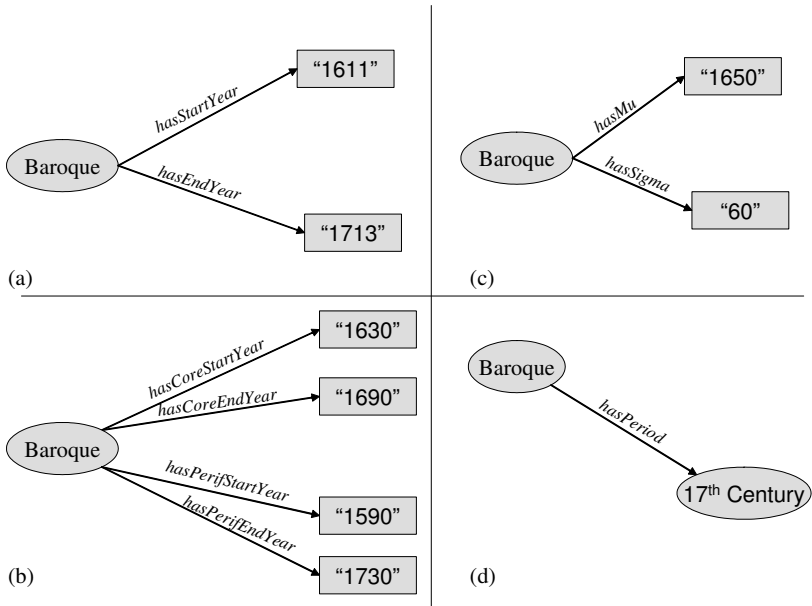 “1611”
hasStartYear
Baroque
hasEndYear
“1713”
(a)
“1650”
hasMu
Baroque
hasSigma
“60”
(c)
“1630”
hasCoreStartYear
“1690”
hasCoreEndYear
Baroque
hasPerifStartYear
“1590”
hasPerifEndYear
“1730”
(b)
Baroque
hasPeriod
17th Century
(d)